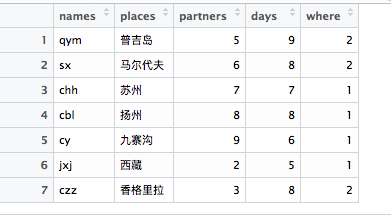 names places partners days where
1 qym 普吉岛 5 9 2
2 sx 马尔代夫 6 8 2
3 chh 苏州 7 7 1
4 cbl 扬州 8 8 1
5 cy 九寨沟 9 6 1
6 jxj 西藏 2 5 1
7 czz 香格里拉 3 8 2